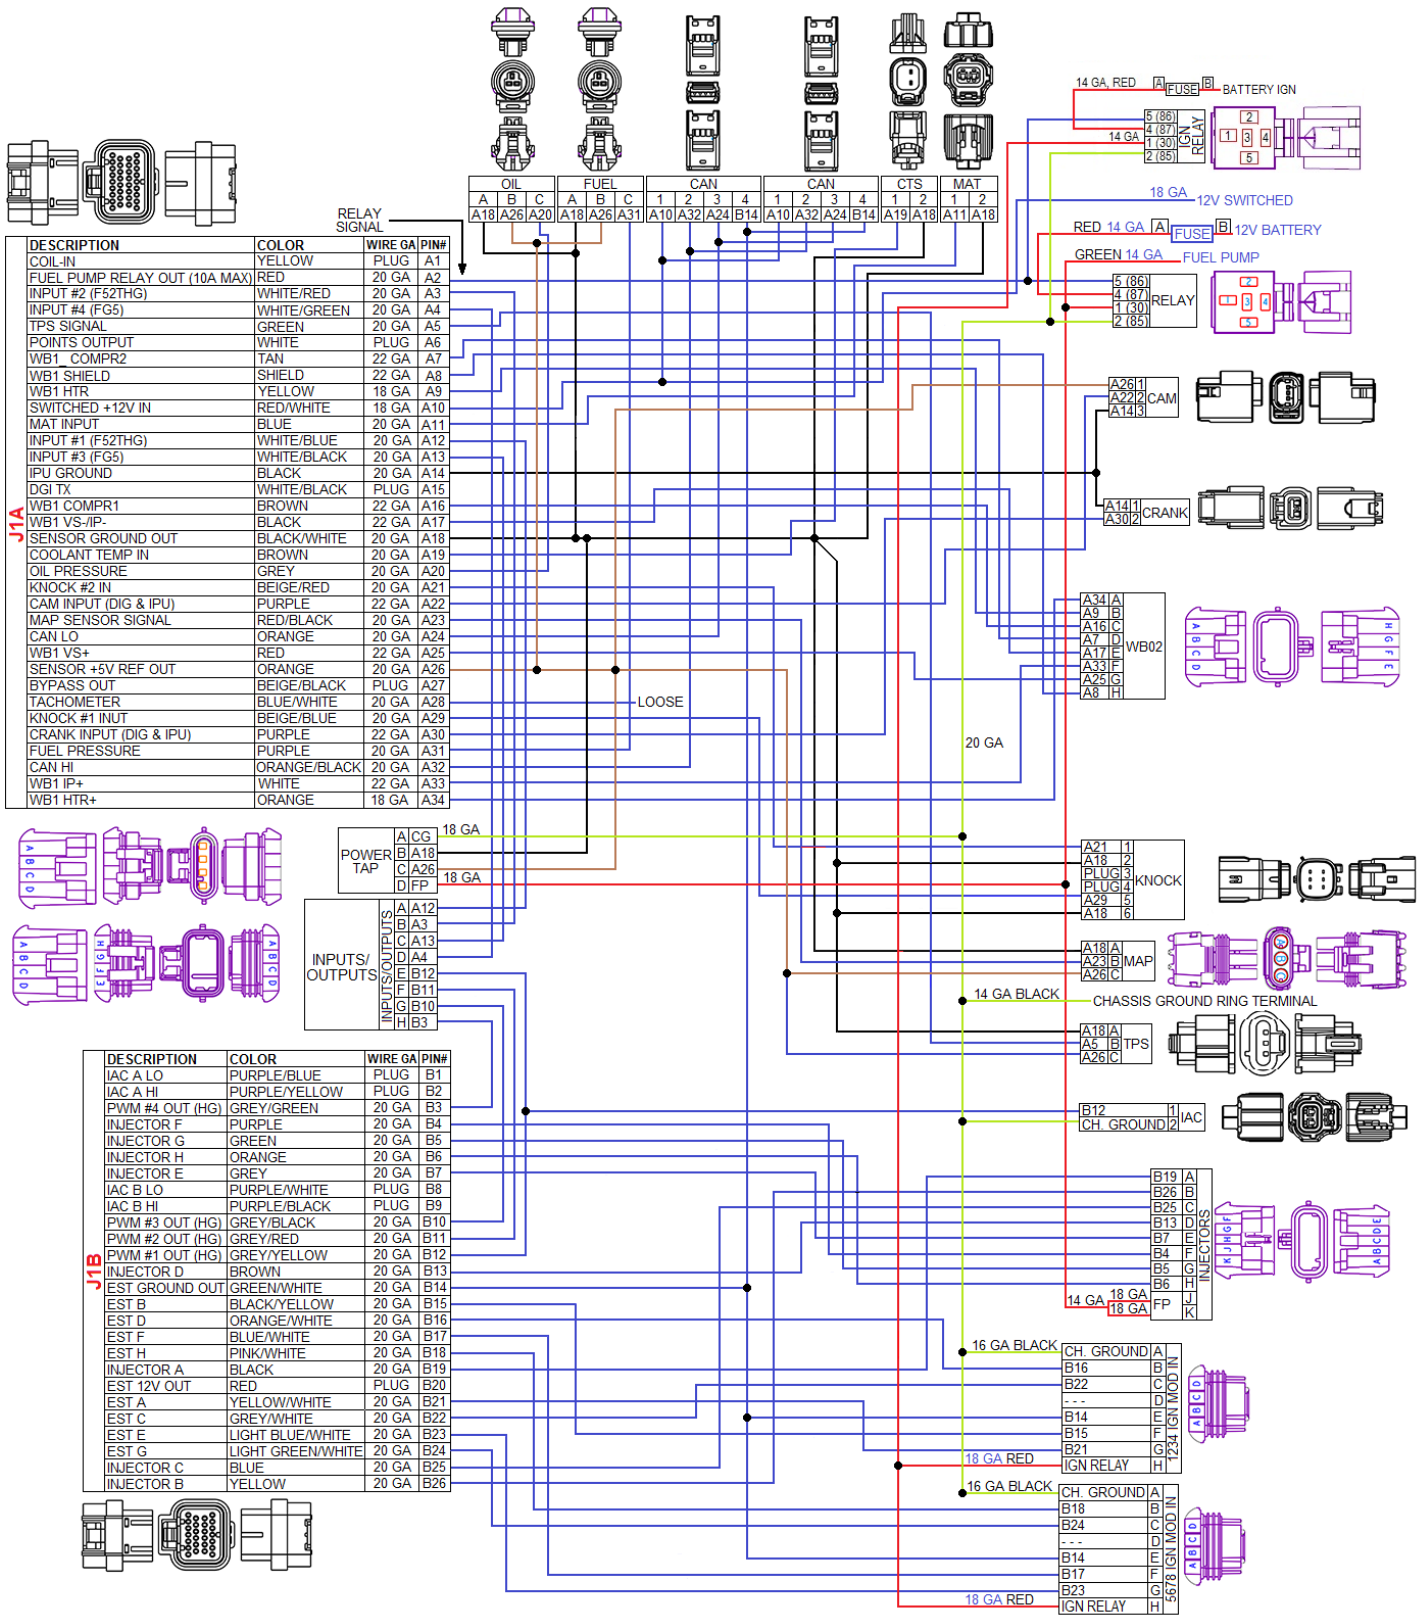 14 GA, RED A FUSE B BATTERY IGN
5 (86)
4 (87)
14 GA 1 (30)
2 (85)
IGN RELAY
2
1 3 4
5
OIL FUEL CAN CAN CTS MAT
A B C A B C 1 2 3 4 1 2 3 4 1 2 1 2
A18 A26 A20 A18 A26 A31 A10 A32 A24 B14 A10 A32 A24 B14 A19 A18 A11 A18
18 GA 12V SWITCHED
RED 14 GA A FUSE B 12V BATTERY
GREEN 14 GA FUEL PUMP
5 (86)
4 (87)
1 (30)
2 (85)
RELAY
2
1 3 4
5
RELAY
SIGNAL
J1A
DESCRIPTION COLOR WIRE GA PIN#
COIL-IN YELLOW PLUG A1
FUEL PUMP RELAY OUT (10A MAX) RED 20 GA A2
INPUT #2 (F52THG) WHITE/RED 20 GA A3
INPUT #4 (FG5) WHITE/GREEN 20 GA A4
TPS SIGNAL GREEN 20 GA A5
POINTS OUTPUT WHITE PLUG A6
WB1_ COMPR2 TAN 22 GA A7
WB1 SHIELD SHIELD 22 GA A8
WB1 HTR YELLOW 18 GA A9
SWITCHED +12V IN RED/WHITE 18 GA A10
MAT INPUT BLUE 20 GA A11
INPUT #1 (F52THG) WHITE/BLUE 20 GA A12
INPUT #3 (FG5) WHITE/BLACK 20 GA A13
IPU GROUND BLACK 20 GA A14
DGI TX WHITE/BLACK PLUG A15
WB1 COMPR1 BROWN 22 GA A16
WB1 VS-/IP- BLACK 22 GA A17
SENSOR GROUND OUT BLACK/WHITE 20 GA A18
COOLANT TEMP IN BROWN 20 GA A19
OIL PRESSURE GREY 20 GA A20
KNOCK #2 IN BEIGE/RED 20 GA A21
CAM INPUT (DIG & IPU) PURPLE 22 GA A22
MAP SENSOR SIGNAL RED/BLACK 20 GA A23
CAN LO ORANGE 20 GA A24
WB1 VS+ RED 22 GA A25
SENSOR +5V REF OUT ORANGE 20 GA A26
BYPASS OUT BEIGE/BLACK PLUG A27
TACHOMETER BLUE/WHITE 20 GA A28
KNOCK #1 INUT BEIGE/BLUE 20 GA A29
CRANK INPUT (DIG & IPU) PURPLE 22 GA A30
FUEL PRESSURE PURPLE 20 GA A31
CAN HI ORANGE/BLACK 20 GA A32
WB1 IP+ WHITE 22 GA A33
WB1 HTR+ ORANGE 18 GA A34
LOOSE
20 GA
A26 1
A22 2
A14 3
CAM
A14 1
A30 2
CRANK
A34 A
A9 B
A16 C
A7 D
A17 E
A33 F
A25 G
A8 H
WB02
A B C D
H G F E
POWER
TAP
A CG 18 GA
B A18
C A26
D FP 18 GA
A B C D
INPUTS/
OUTPUTS
INPUTS/OUTPUTS
A A12
B A3
C A13
D A4
E B12
F B11
G B10
H B3
A B C D
H G F E
A B C D
A21 1
A18 2
PLUG 3
PLUG 4
A29 5
A18 6
KNOCK
A18 A
A23 B
A26 C
MAP
A B C
14 GA BLACK CHASSIS GROUND RING TERMINAL
A18 A
A5 B
A26 C
TPS
B12 1
CH. GROUND 2
IAC
J1B
DESCRIPTION COLOR WIRE GA PIN#
IAC A LO PURPLE/BLUE PLUG B1
IAC A HI PURPLE/YELLOW PLUG B2
PWM #4 OUT (HG) GREY/GREEN 20 GA B3
INJECTOR F PURPLE 20 GA B4
INJECTOR G GREEN 20 GA B5
INJECTOR H ORANGE 20 GA B6
INJECTOR E GREY 20 GA B7
IAC B LO PURPLE/WHITE PLUG B8
IAC B HI PURPLE/BLACK PLUG B9
PWM #3 OUT (HG) GREY/BLACK 20 GA B10
PWM #2 OUT (HG) GREY/RED 20 GA B11
PWM #1 OUT (HG) GREY/YELLOW 20 GA B12
INJECTOR D BROWN 20 GA B13
EST GROUND OUT GREEN/WHITE 20 GA B14
EST B BLACK/YELLOW 20 GA B15
EST D ORANGE/WHITE 20 GA B16
EST F BLUE/WHITE 20 GA B17
EST H PINK/WHITE 20 GA B18
INJECTOR A BLACK 20 GA B19
EST 12V OUT RED PLUG B20
EST A YELLOW/WHITE 20 GA B21
EST C GREY/WHITE 20 GA B22
EST E LIGHT BLUE/WHITE 20 GA B23
EST G LIGHT GREEN/WHITE 20 GA B24
INJECTOR C BLUE 20 GA B25
INJECTOR B YELLOW 20 GA B26
B19 A
B26 B
B25 C
B13 D
B7 E
B4 F
B5 G
B6 H
14 GA 18 GA FP J
18 GA K
INJECTORS
K J H G F
A B C D E
16 GA BLACK CH. GROUND A
B16 B
B22 C
--- D
B14 E
B15 F
B21 G
18 GA RED IGN RELAY H
1234 IGN MOD IN
A B C D
16 GA BLACK CH. GROUND A
B18 B
B24 C
--- D
B14 E
B17 F
B23 G
18 GA RED IGN RELAY H
5678 IGN MOD IN
A B C D